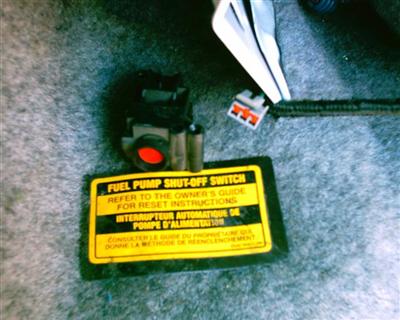 FUEL PUMP SHUT-OFF SWITCH
REFER TO THE OWNER'S GUIDE
FOR RESET INSTRUCTIONS
INTERRUPTEUR AUTOMATIQUE DE
POMPE D'ALIMENTATION
CONSULTER LE GUIDE DU PROPRIÉTAIRE QUI
DONNE LA MÉTHODE DE RÉENCLENCHEMENT